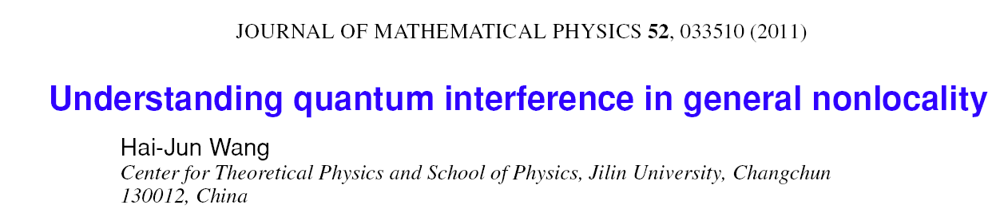 JOURNAL OF MATHEMATICAL PHYSICS 52, 033510 (2011)
Understanding quantum interference in general nonlocality
Hai-Jun Wang
Center for Theoretical Physics and School of Physics, Jilin University, Changchun
130012, China